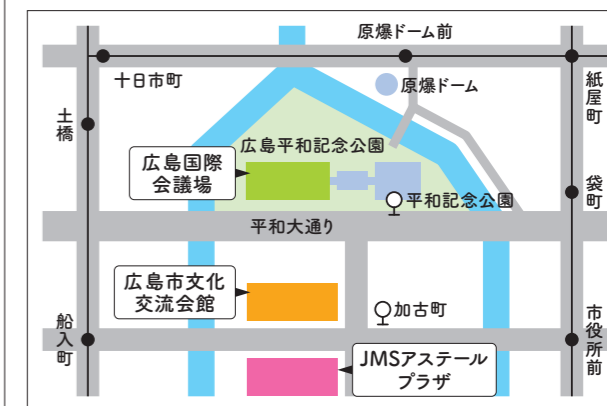 原爆ドーム前
十日市町
原爆ドーム
紙屋町
土橋
広島平和記念公園
広島国際
会議場
平和記念公園
袋町
平和大通り
広島市文化
交流会館
加古町
船入町
市役所前
JMSアステール
プラザ